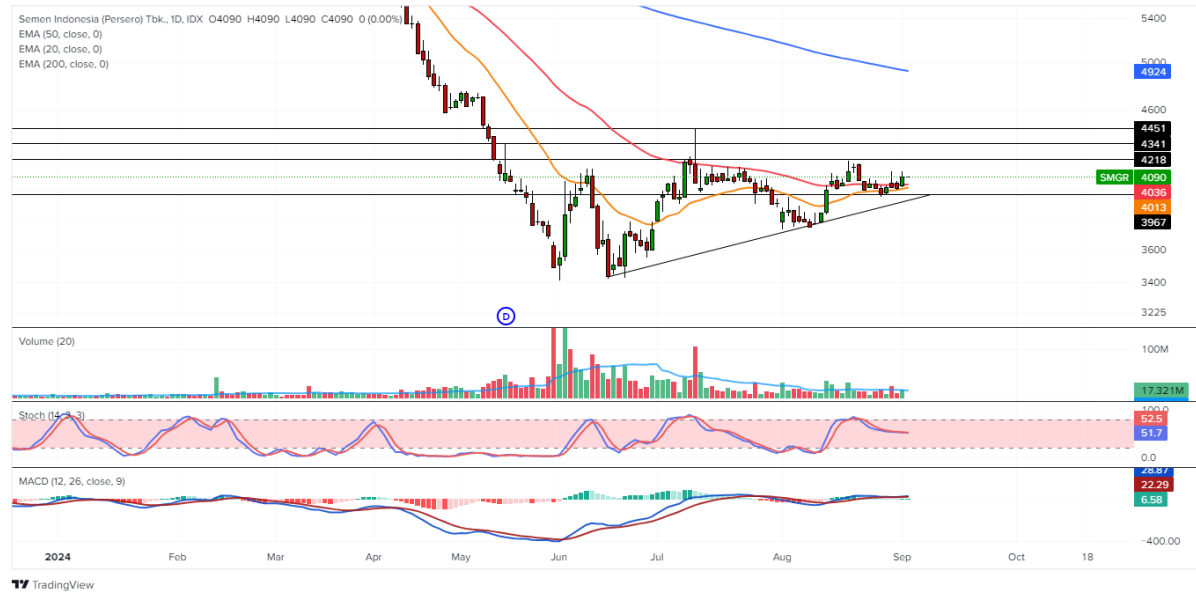 Semen Indonesia (Persero) Tbk., 1D, IDX O4090 H4090 L4090 C4090 0 (0.00%)
EMA (50, close, 0)
EMA (20, close, 0)
EMA (200, close, 0)
5400
5000
4924
4600
4451
4341
4218
SMGR 4090
4036
4013
3967
3600
3400
3225
D
Volume (20)
100M
17.321M
Stoch (14, 3, 3)
100.0
52.5
51.7
0.0
MACD (12, 26, close, 9)
28.87
22.29
6.58
−400.00
2024 Feb Mar Apr May Jun Jul Aug Sep Oct 18
TradingView